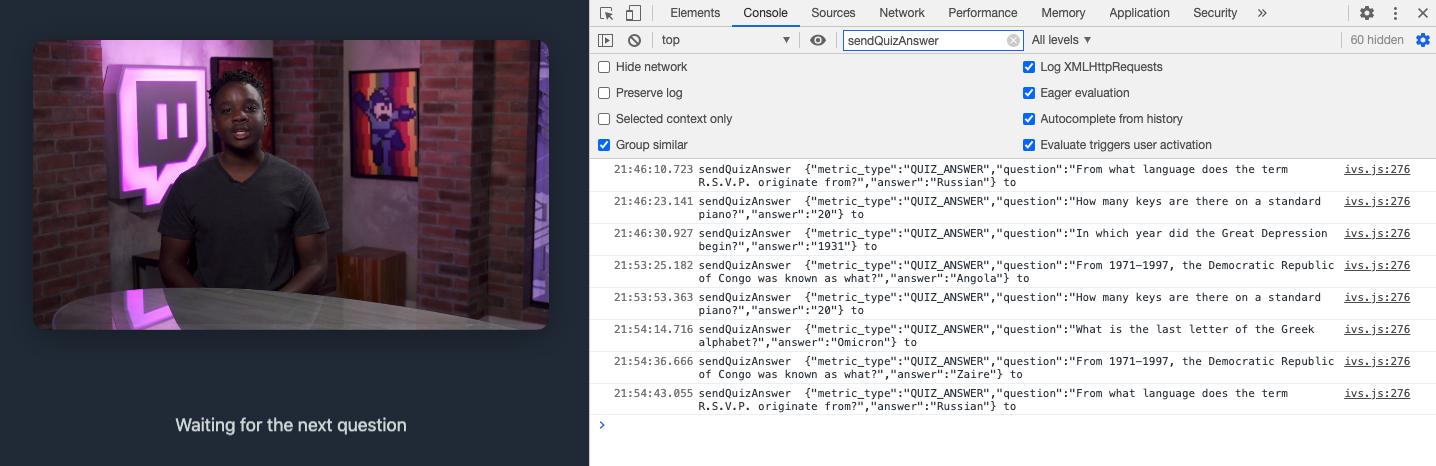 Waiting for the next question
Elements Console Sources Network Performance Memory Application Security »
top ▼ sendQuizAnswer All levels ▼ 60 hidden
Hide network Log XMLHttpRequests
Preserve log Eager evaluation
Selected context only Autocomplete from history
Group similar Evaluate triggers user activation
21:46:10.723 sendQuizAnswer {"metric_type":"QUIZ_ANSWER","question":"From what language does the term ivs.js:276
R.S.V.P. originate from?","answer":"Russian"} to
21:46:23.141 sendQuizAnswer {"metric_type":"QUIZ_ANSWER","question":"How many keys are there on a standard ivs.js:276
piano?","answer":"20"} to
21:46:30.927 sendQuizAnswer {"metric_type":"QUIZ_ANSWER","question":"In which year did the Great Depression ivs.js:276
begin?","answer":"1931"} to
21:53:25.182 sendQuizAnswer {"metric_type":"QUIZ_ANSWER","question":"From 1971–1997, the Democratic Republic ivs.js:276
of Congo was known as what?","answer":"Angola"} to
21:53:53.363 sendQuizAnswer {"metric_type":"QUIZ_ANSWER","question":"How many keys are there on a standard ivs.js:276
piano?","answer":"20"} to
21:54:14.716 sendQuizAnswer {"metric_type":"QUIZ_ANSWER","question":"What is the last letter of the Greek ivs.js:276
alphabet?","answer":"Omicron"} to
21:54:36.666 sendQuizAnswer {"metric_type":"QUIZ_ANSWER","question":"From 1971–1997, the Democratic Republic ivs.js:276
of Congo was known as what?","answer":"Zaire"} to
21:54:43.055 sendQuizAnswer {"metric_type":"QUIZ_ANSWER","question":"From what language does the term ivs.js:276
R.S.V.P. originate from?","answer":"Russian"} to